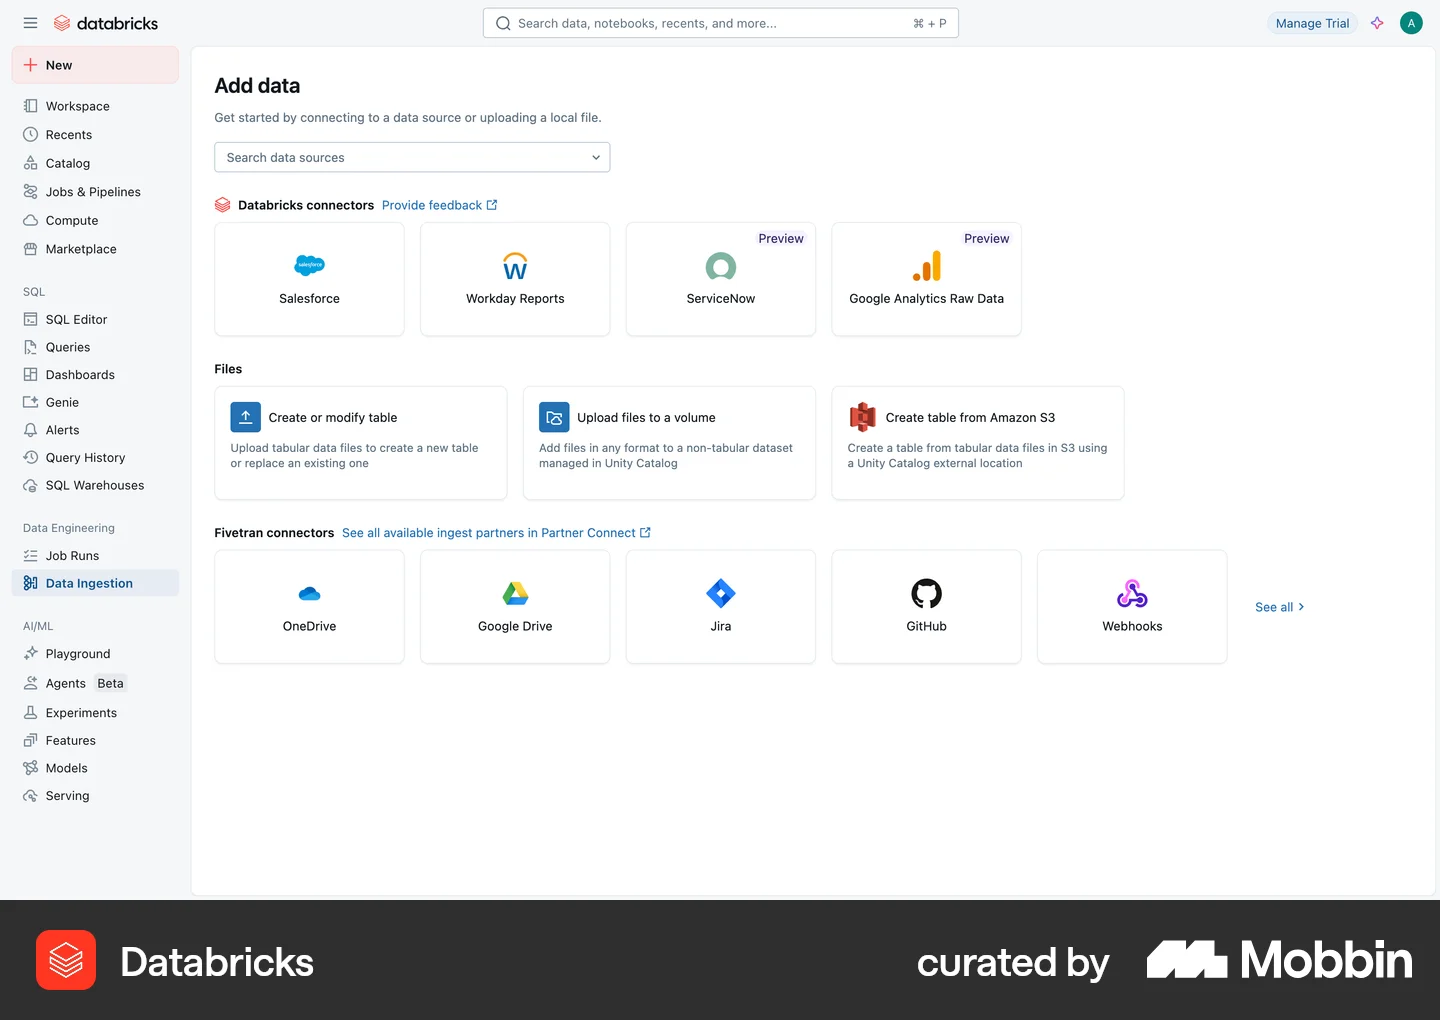 databricks
Search data, notebooks, recents, and more...
⌘ + P
Manage Trial
A
New
Workspace
Recents
Catalog
Jobs & Pipelines
Compute
Marketplace
SQL
SQL Editor
Queries
Dashboards
Genie
Alerts
Query History
SQL Warehouses
Data Engineering
Job Runs
Data Ingestion
AI/ML
Playground
Agents Beta
Experiments
Features
Models
Serving
Add data
Get started by connecting to a data source or uploading a local file.
Search data sources
Databricks connectors Provide feedback
salesforce
Salesforce
Workday Reports
Preview
ServiceNow
Preview
Google Analytics Raw Data
Files
Create or modify table
Upload tabular data files to create a new table
or replace an existing one
Upload files to a volume
Add files in any format to a non-tabular dataset
managed in Unity Catalog
Create table from Amazon S3
Create a table from tabular data files in S3 using
a Unity Catalog external location
Fivetran connectors See all available ingest partners in Partner Connect
OneDrive
Google Drive
Jira
GitHub
Webhooks
See all
Databricks
curated by
Mobbin